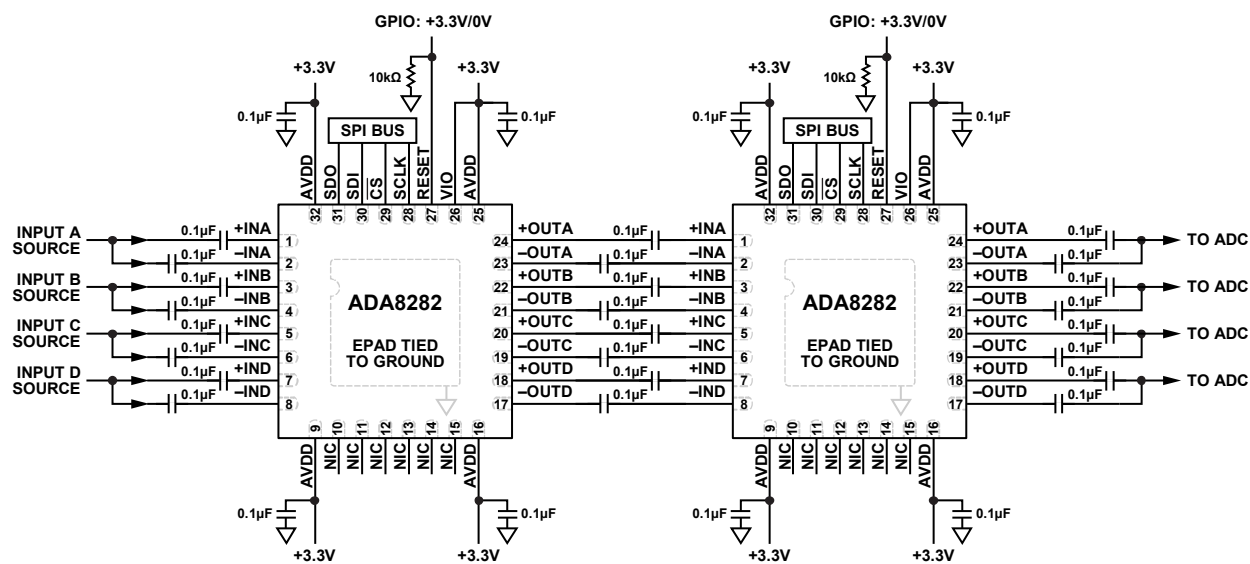 GPIO: +3.3V/0V
GPIO: +3.3V/0V
+3.3V
10kΩ
+3.3V
+3.3V
10kΩ
+3.3V
0.1µF
SPI BUS
0.1µF
0.1µF
SPI BUS
0.1µF
AVDD
SDO
SDI
CS
SCLK
RESET
VIO
AVDD
AVDD
SDO
SDI
CS
SCLK
RESET
VIO
AVDD
32 31 30 29 28 27 26 25
32 31 30 29 28 27 26 25
INPUT A
SOURCE
0.1µF +INA 1
0.1µF –INA 2
INPUT B
SOURCE
0.1µF +INB 3
0.1µF –INB 4
INPUT C
SOURCE
0.1µF +INC 5
0.1µF –INC 6
INPUT D
SOURCE
0.1µF +IND 7
0.1µF –IND 8
ADA8282
EPAD TIED
TO GROUND
24 +OUTA 0.1µF +INA 1
23 –OUTA 0.1µF –INA 2
22 +OUTB 0.1µF +INB 3
21 –OUTB 0.1µF –INB 4
20 +OUTC 0.1µF +INC 5
19 –OUTC 0.1µF –INC 6
18 +OUTD 0.1µF +IND 7
17 –OUTD 0.1µF –IND 8
ADA8282
EPAD TIED
TO GROUND
24 +OUTA 0.1µF TO ADC
23 –OUTA 0.1µF
22 +OUTB 0.1µF TO ADC
21 –OUTB 0.1µF
20 +OUTC 0.1µF TO ADC
19 –OUTC 0.1µF
18 +OUTD 0.1µF TO ADC
17 –OUTD 0.1µF
9 10 11 12 13 14 15 16
9 10 11 12 13 14 15 16
AVDD
NIC
NIC
NIC
NIC
NIC
NIC
AVDD
AVDD
NIC
NIC
NIC
NIC
NIC
NIC
AVDD
0.1µF
0.1µF
0.1µF
0.1µF
+3.3V
+3.3V
+3.3V
+3.3V